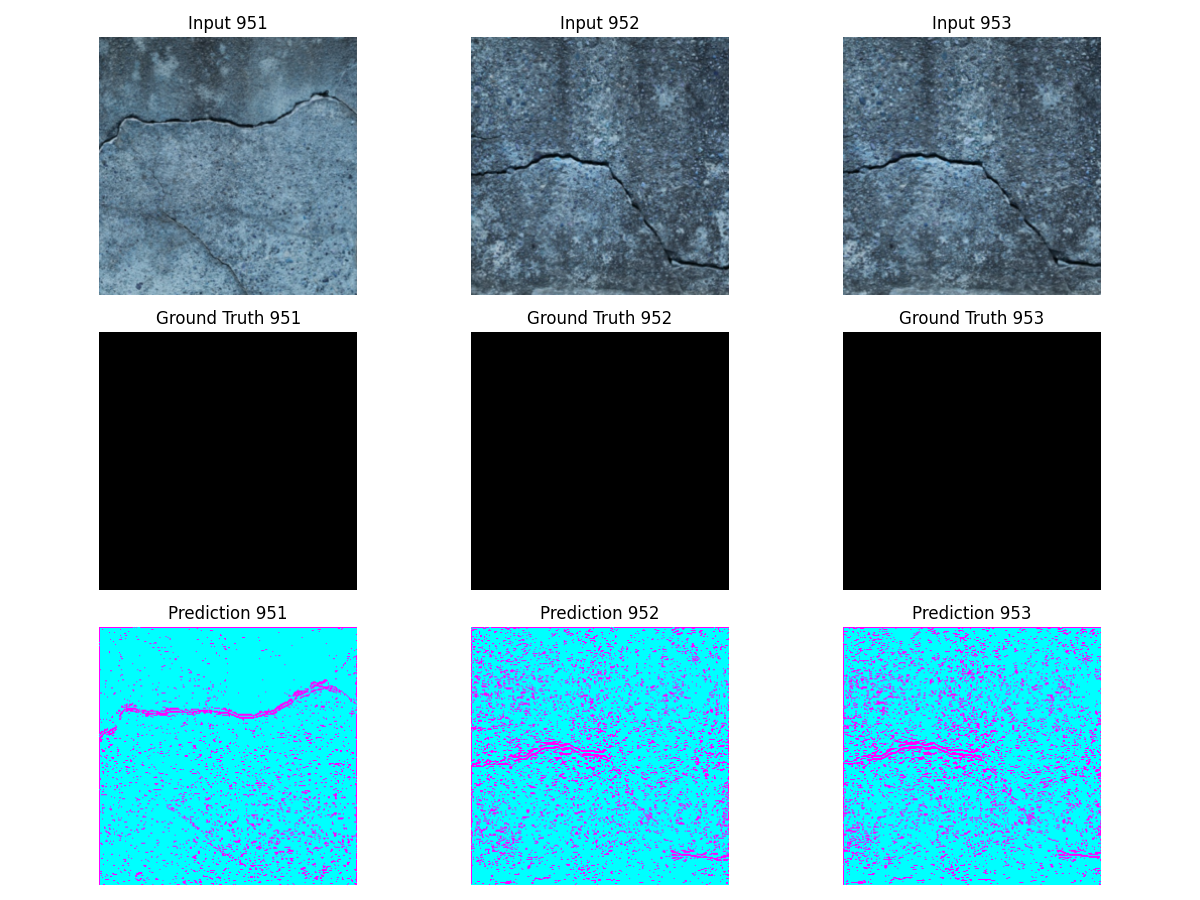 Input 951
Input 952
Input 953
Ground Truth 951
Ground Truth 952
Ground Truth 953
Prediction 951
Prediction 952
Prediction 953